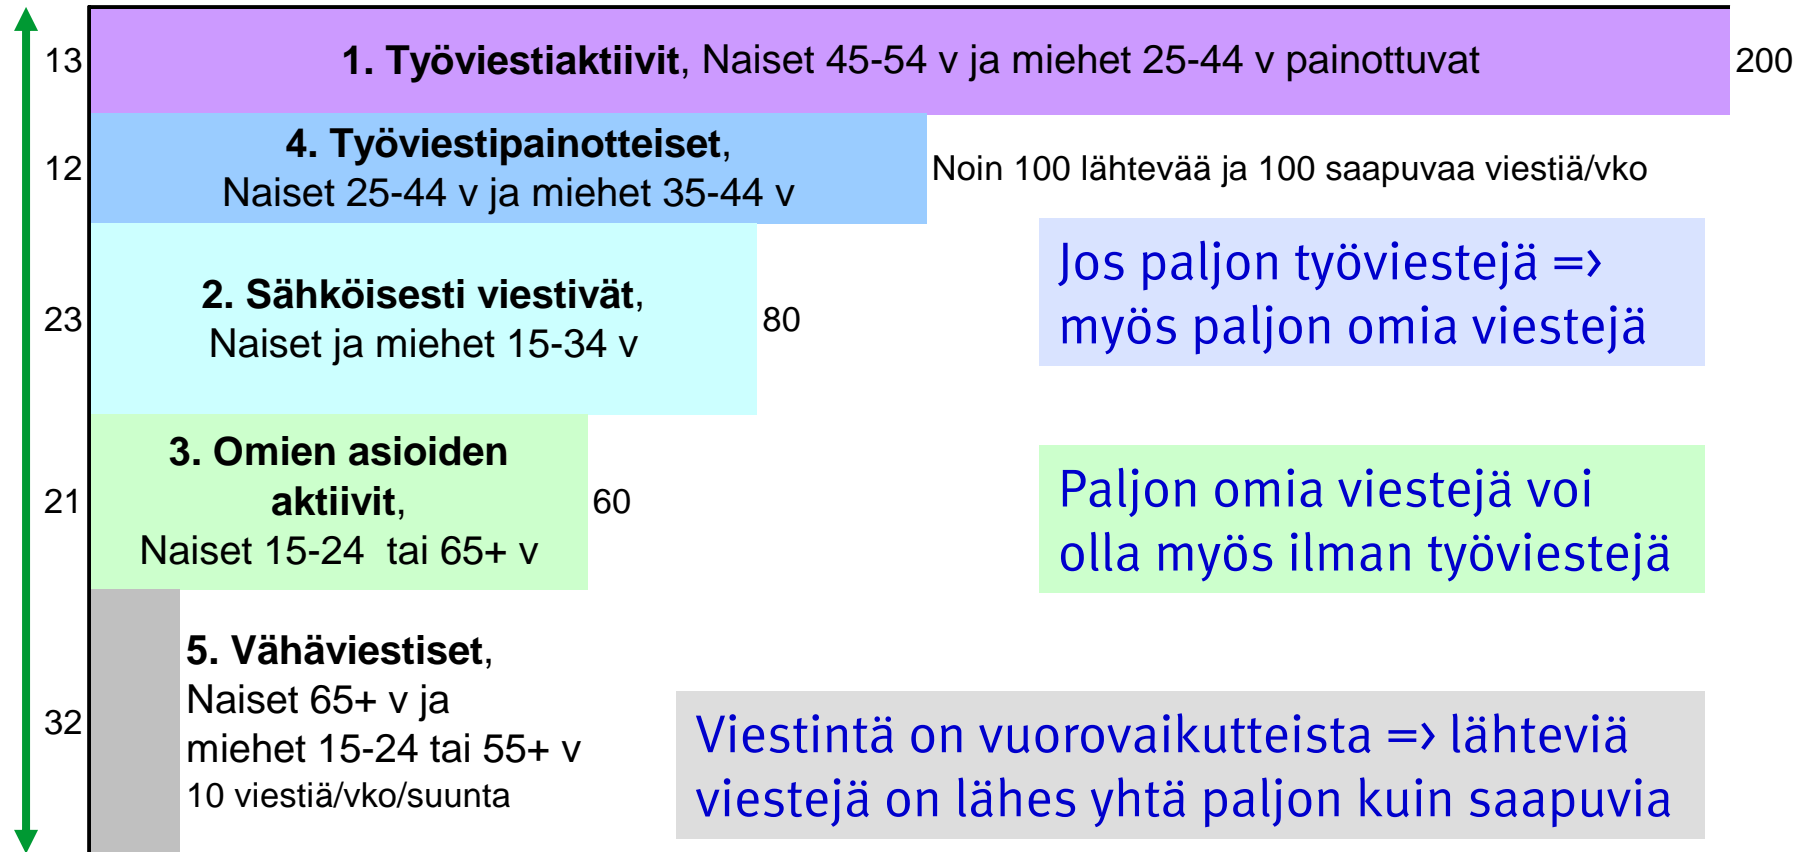 13
1. Työviestiaktiivit, Naiset 45-54 v ja miehet 25-44 v painottuvat
200
12
4. Työviestipainotteiset,
Naiset 25-44 v ja miehet 35-44 v
Noin 100 lähtevää ja 100 saapuvaa viestiä/vko
23
2. Sähköisesti viestivät,
Naiset ja miehet 15-34 v
80
Jos paljon työviestejä =>
myös paljon omia viestejä
21
3. Omien asioiden
aktiivit,
Naiset 15-24 tai 65+ v
60
Paljon omia viestejä voi
olla myös ilman työviestejä
32
5. Vähäviestiset,
Naiset 65+ v ja
miehet 15-24 tai 55+ v
10 viestiä/vko/suunta
Viestintä on vuorovaikutteista => lähteviä
viestejä on lähes yhtä paljon kuin saapuvia